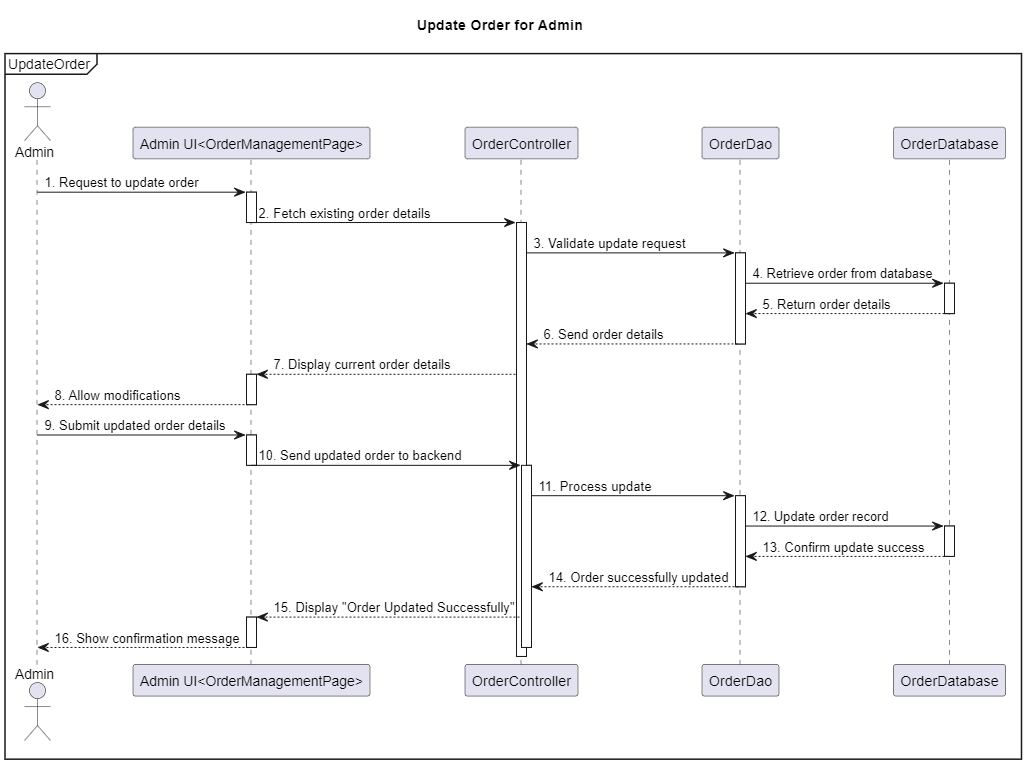 Update Order for Admin
UpdateOrder
Admin
Admin UI<OrderManagementPage>
OrderController
OrderDao
OrderDatabase
1. Request to update order
2. Fetch existing order details
3. Validate update request
4. Retrieve order from database
5. Return order details
6. Send order details
7. Display current order details
8. Allow modifications
9. Submit updated order details
10. Send updated order to backend
11. Process update
12. Update order record
13. Confirm update success
14. Order successfully updated
15. Display "Order Updated Successfully"
16. Show confirmation message
Admin
Admin UI<OrderManagementPage>
OrderController
OrderDao
OrderDatabase